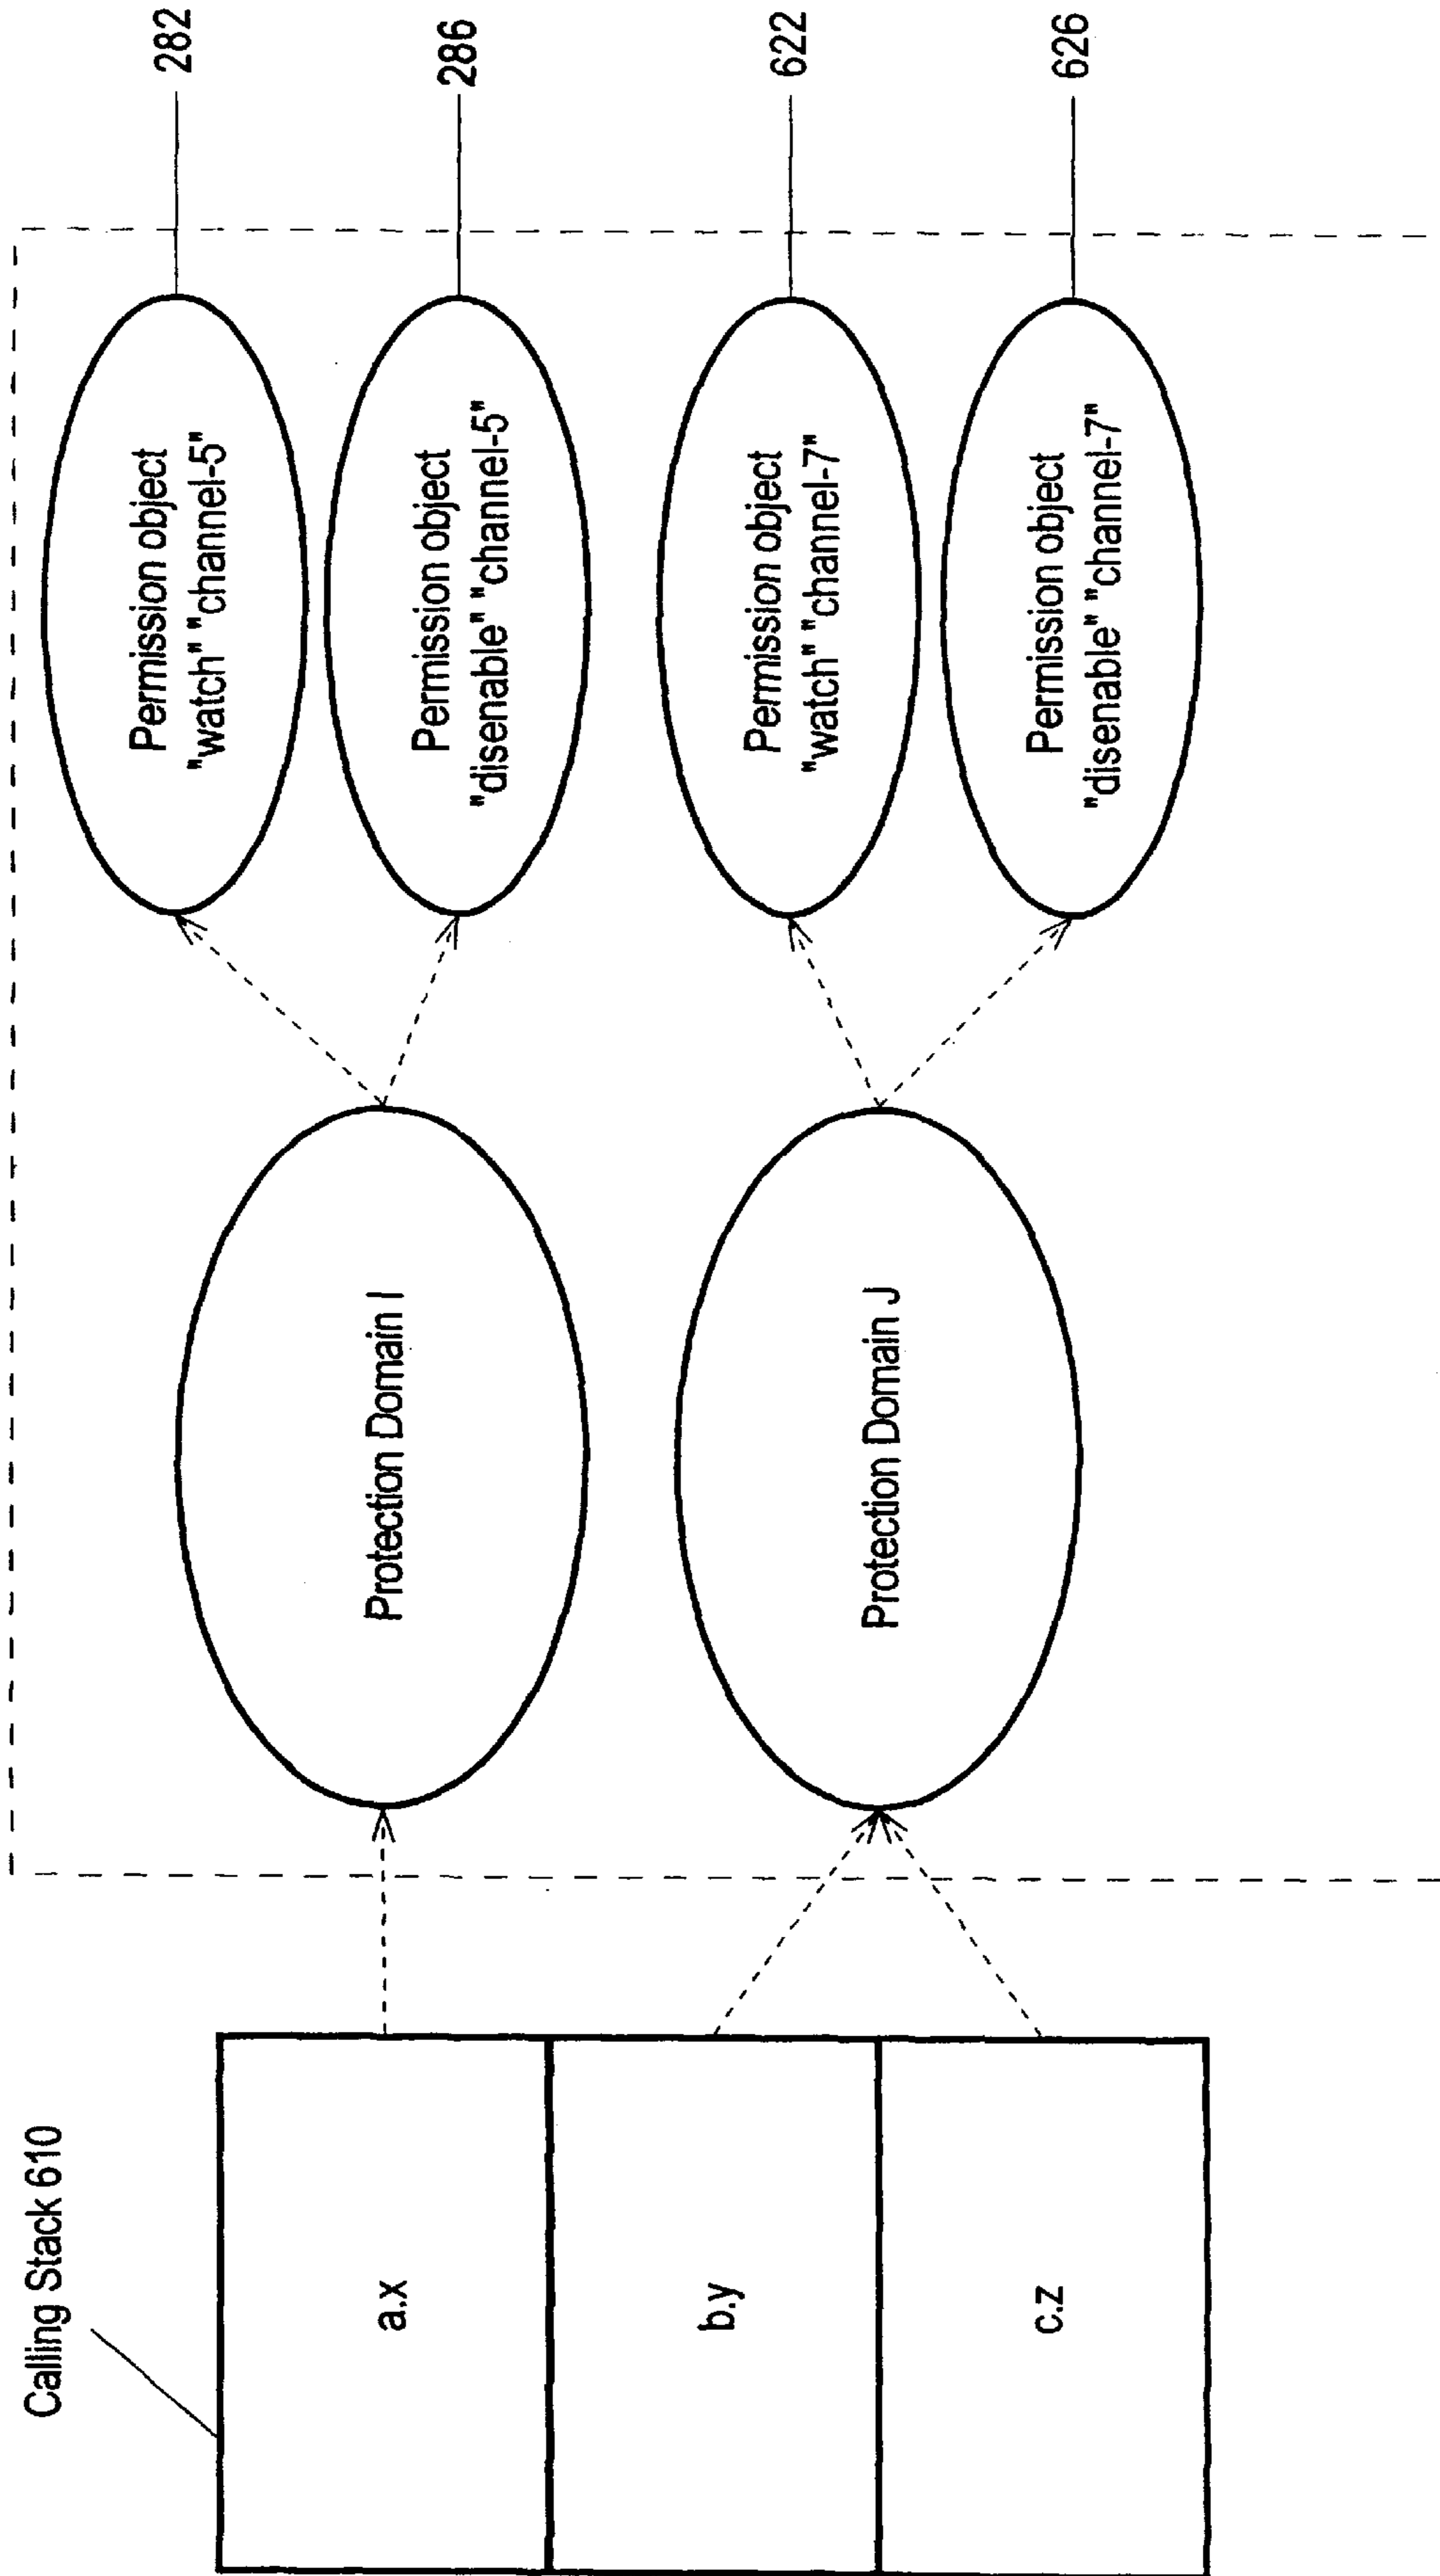 Calling Stack 610
a.x
b.y
c.z
Protection Domain I
Protection Domain J
Permission object
"watch" "channel-5"
282
Permission object
"disenable" "channel-5"
286
Permission object
"watch" "channel-7"
622
Permission object
"disenable" "channel-7"
626